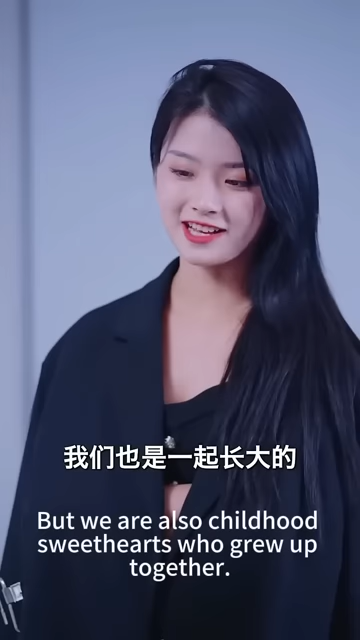 我们也是一起长大的
But we are also childhood
sweethearts who grew up
together.